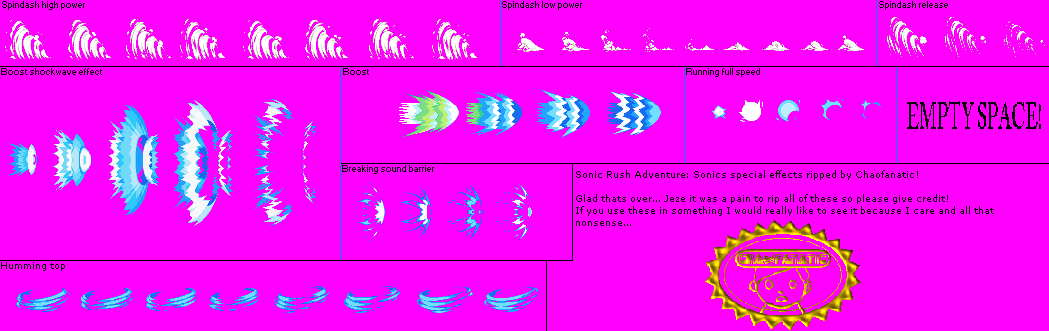 Spindash high power
Spindash low power
Spindash release
Boost shockwave effect
Boost
Running full speed
EMPTY SPACE!
Breaking sound barrier
Sonic Rush Adventure: Sonics special effects ripped by Chaofanatic!
Glad thats over... Jeze it was a pain to rip all of these so please give credit!
If you use these in something I would really like to see it because I care and all that
nonsense...
CHAOFANATIC
Humming top